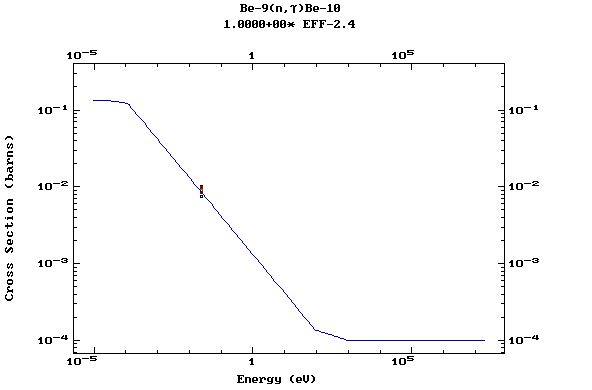 Be-9(n,γ)Be-10
1.0000+00* EFF-2.4
10⁻⁵ 1 10⁵
10⁻¹ 10⁻¹
10⁻² 10⁻²
10⁻³ 10⁻³
10⁻⁴ 10⁻⁴
Cross Section (barns)
10⁻⁵ 1 10⁵
Energy (eV)